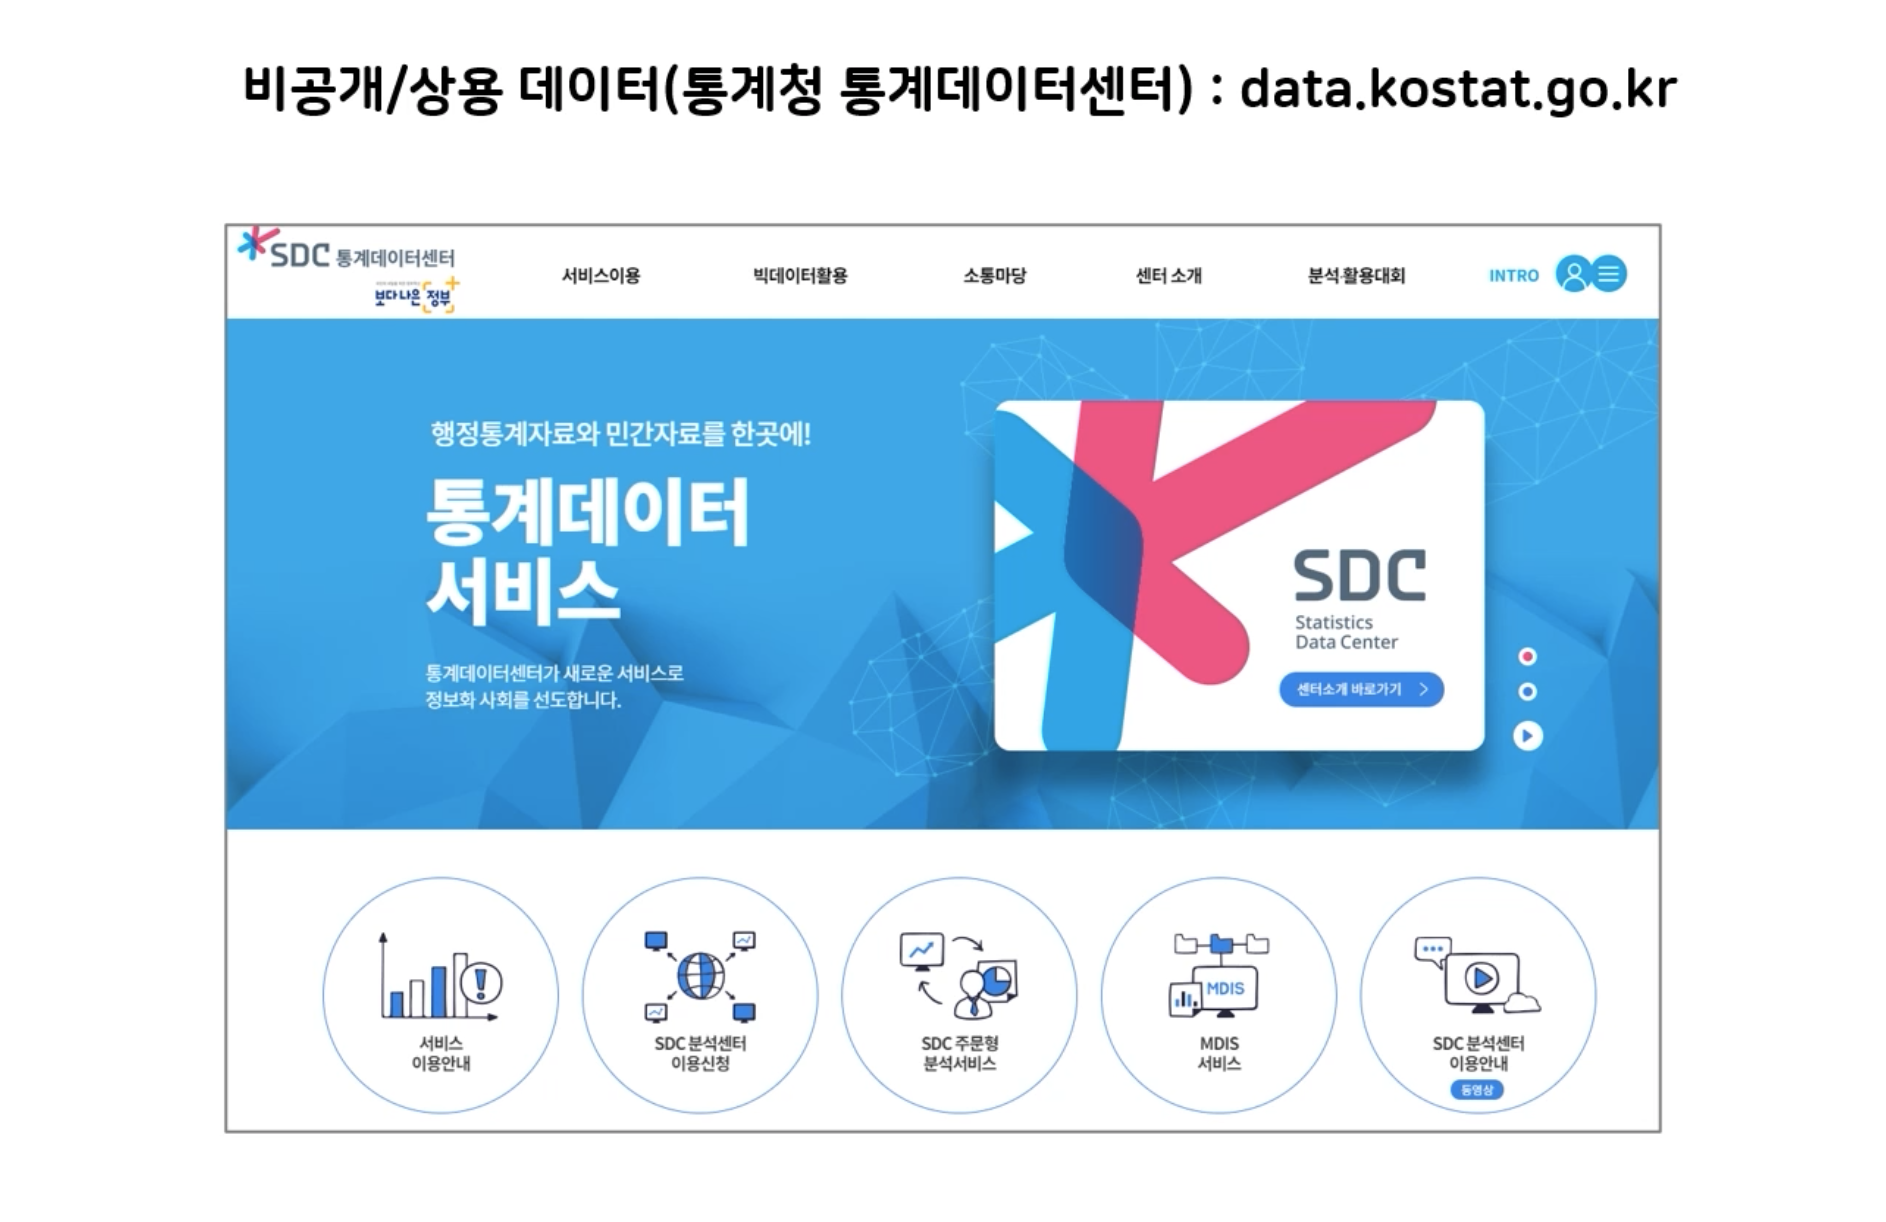 비공개/상용 데이터(통계청 통계데이터센터) : data.kostat.go.kr
SDC 통계데이터센터
보다나은 정부
서비스이용
빅데이터활용
소통마당
센터 소개
분석·활용대회
INTRO
행정통계자료와 민간자료를 한곳에!
통계데이터
서비스
통계데이터센터가 새로운 서비스로
정보화 사회를 선도합니다.
SDC
Statistics
Data Center
센터소개 바로가기
서비스
이용안내
SDC 분석센터
이용신청
SDC 주문형
분석서비스
MDIS
MDIS
서비스
SDC 분석센터
이용안내
동영상